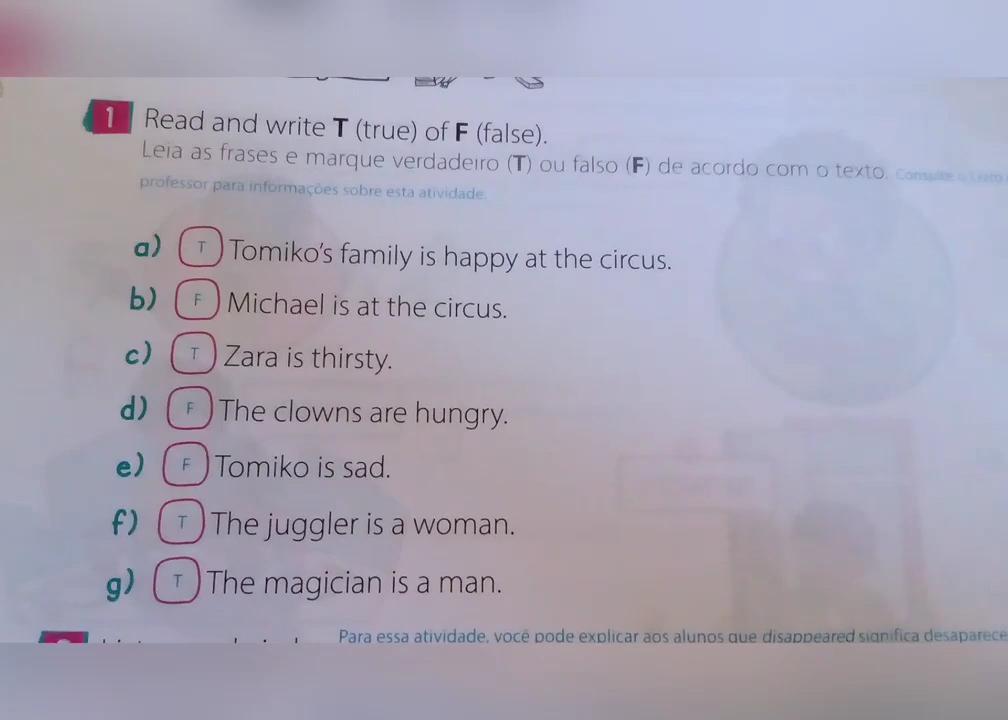 1 Read and write T (true) of F (false).
Leia as frases e marque verdadeiro (T) ou falso (F) de acordo com o texto. Consulte o Livro
professor para informações sobre esta atividade.
a) T Tomiko's family is happy at the circus.
b) F Michael is at the circus.
c) T Zara is thirsty.
d) F The clowns are hungry.
e) F Tomiko is sad.
f) T The juggler is a woman.
g) T The magician is a man.
Para essa atividade, você pode explicar aos alunos que disappeared significa desaparece